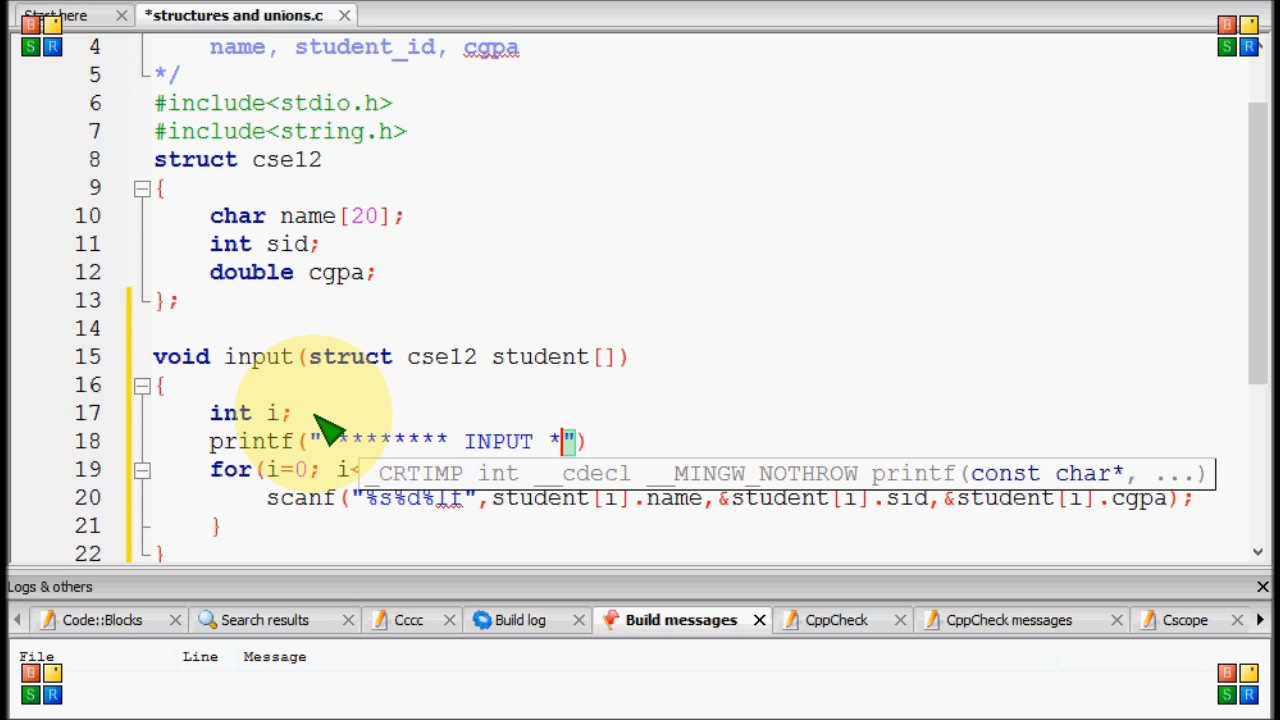 Start here
*structures and unions.c
4 name, student_id, cgpa
5 */
6 #include<stdio.h>
7 #include<string.h>
8 struct cse12
9 {
10 char name[20];
11 int sid;
12 double cgpa;
13 };
14
15 void input(struct cse12 student[])
16 {
17 int i;
18 printf("******** INPUT *")
19 for(i=0; i<
_CRTIMP int __cdecl __MINGW_NOTHROW printf(const char*, ...)
20 scanf("%s%d%lf",student[i].name,&student[i].sid,&student[i].cgpa);
21 }
22 }
Logs & others
Code::Blocks
Search results
Cccc
Build log
Build messages
CppCheck
CppCheck messages
Cscope
File Line Message
B
S R
B
S R
B
S R
B
S R